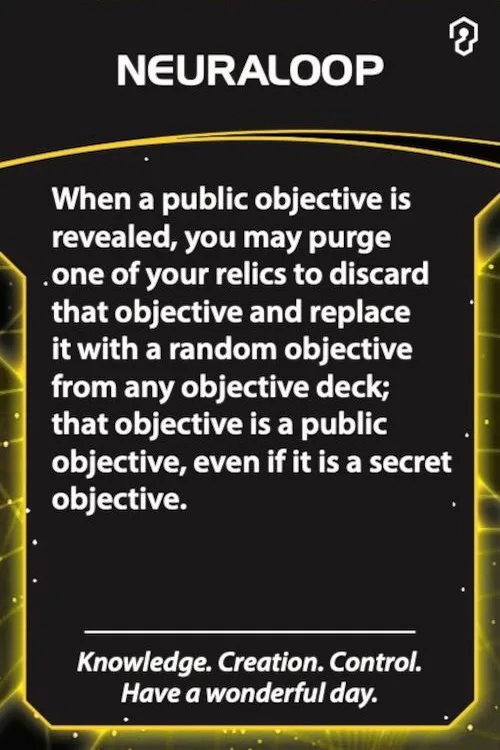 NEURALOOP
When a public objective is
revealed, you may purge
one of your relics to discard
that objective and replace
it with a random objective
from any objective deck;
that objective is a public
objective, even if it is a secret
objective.
Knowledge. Creation. Control.
Have a wonderful day.